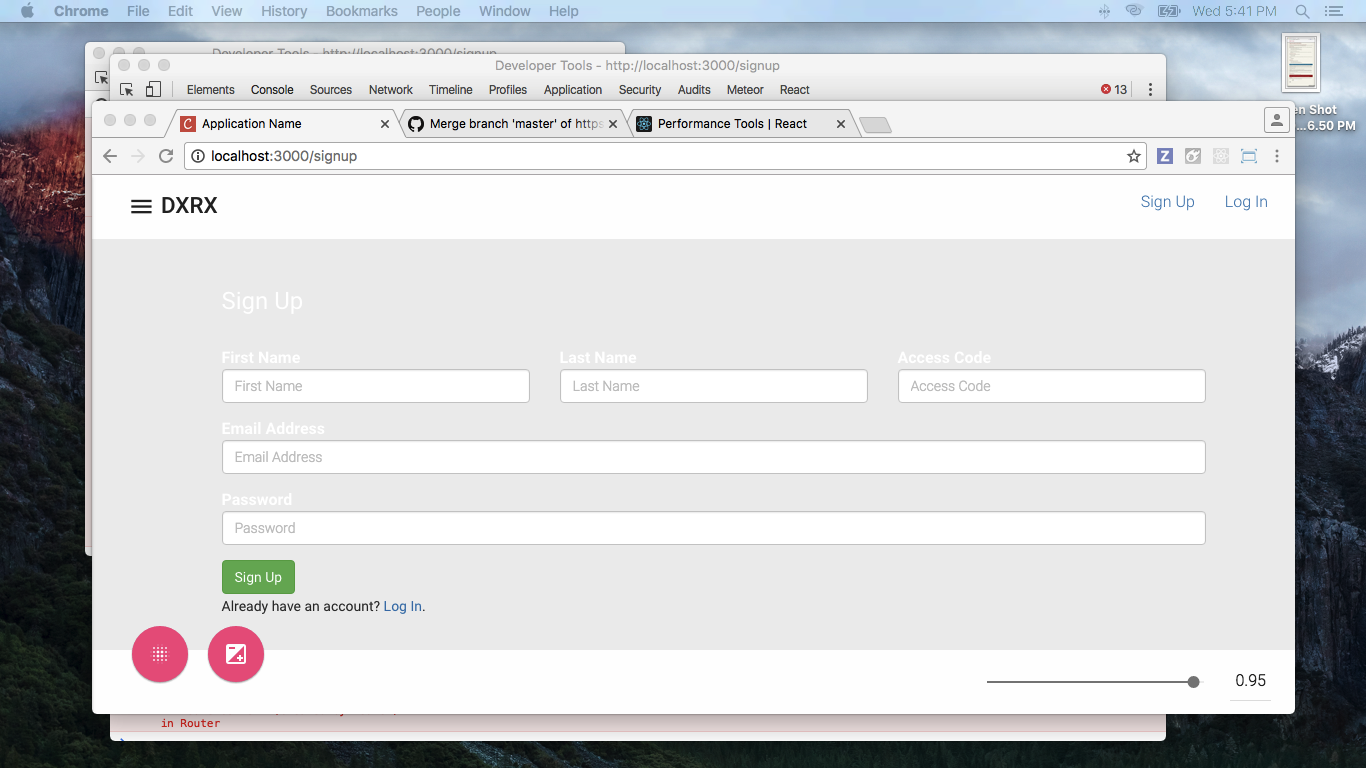 Chrome File Edit View History Bookmarks People Window Help Wed 5:41 PM
Developer Tools - http://localhost:3000/signup
Developer Tools - http://localhost:3000/signup
Elements Console Sources Network Timeline Profiles Application Security Audits Meteor React 13
en Shot
...6.50 PM
Application Name Merge branch 'master' of https Performance Tools | React
localhost:3000/signup
DXRX Sign Up Log In
Sign Up
First Name Last Name Access Code
First Name Last Name Access Code
Email Address
Email Address
Password
Password
Sign Up
Already have an account? Log In.
0.95
in Router